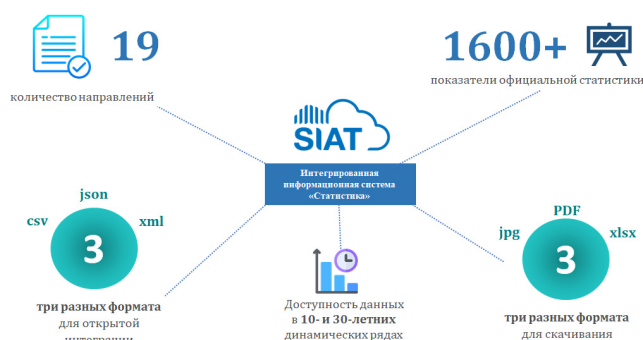 19
количество направлений
1600+
показатели официальной статистики
SIAT
Интегрированная
информационная система
«Статистика»
json
csv
xml
3
три разных формата
для открытой
интеграции
Доступность данных
в 10- и 30-летних
динамических рядах
PDF
jpg
xlsx
3
три разных формата
для скачивания